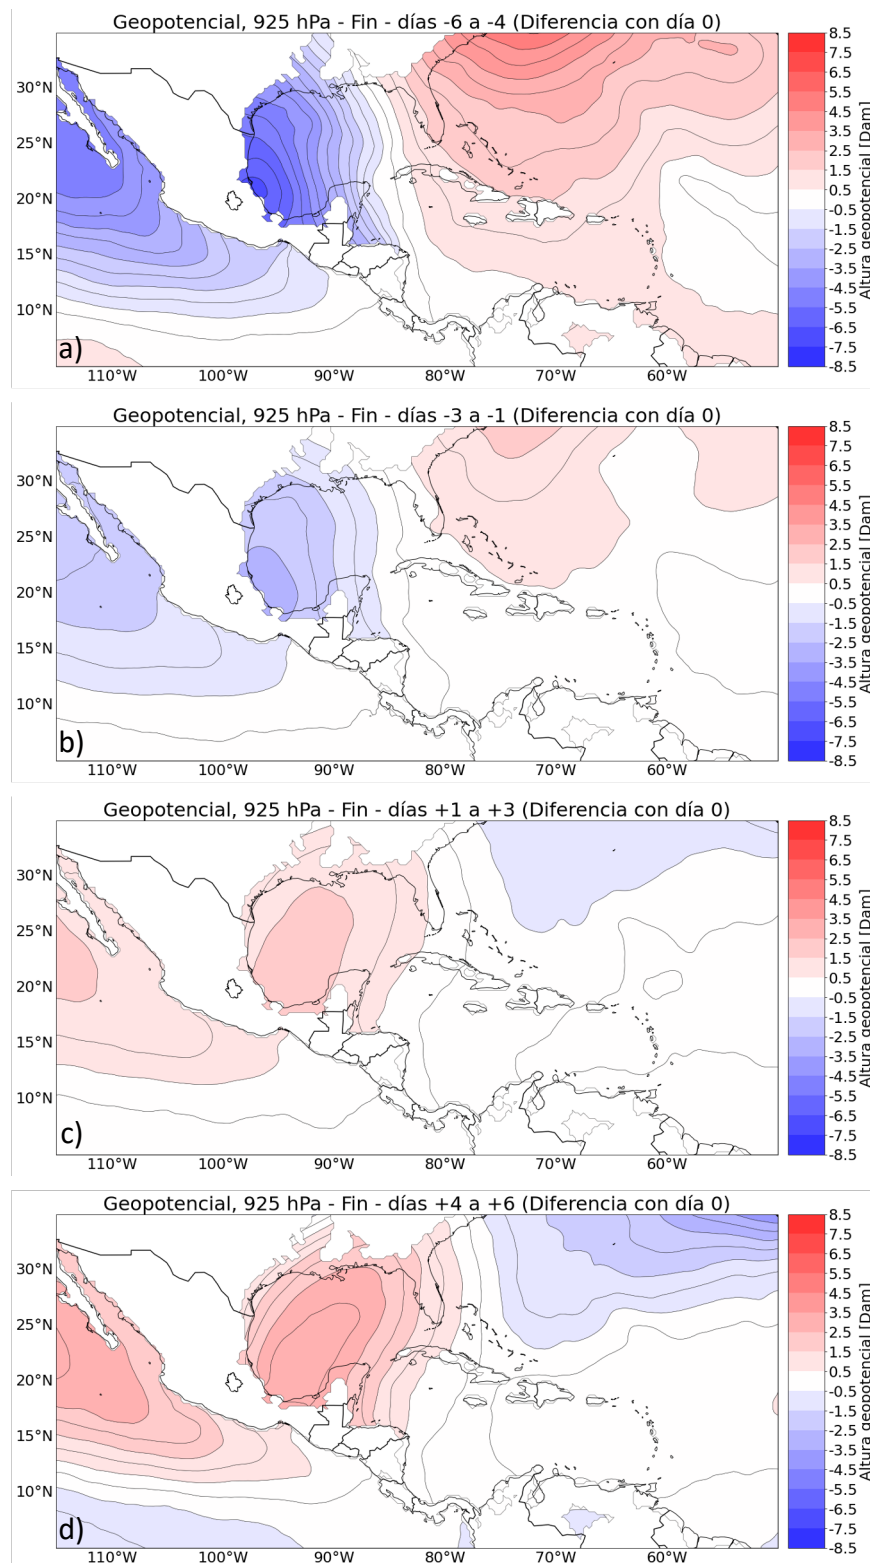 Geopotencial, 925 hPa - Fin - días -6 a -4 (Diferencia con día 0)
30°N
25°N
20°N
15°N
10°N
a)
110°W 100°W 90°W 80°W 70°W 60°W
8.5
7.5
6.5
5.5
4.5
3.5
2.5
1.5
0.5
-0.5
-1.5
-2.5
-3.5
-4.5
-5.5
-6.5
-7.5
-8.5
Altura geopotencial [Dam]
Geopotencial, 925 hPa - Fin - días -3 a -1 (Diferencia con día 0)
30°N
25°N
20°N
15°N
10°N
b)
110°W 100°W 90°W 80°W 70°W 60°W
8.5
7.5
6.5
5.5
4.5
3.5
2.5
1.5
0.5
-0.5
-1.5
-2.5
-3.5
-4.5
-5.5
-6.5
-7.5
-8.5
Altura geopotencial [Dam]
Geopotencial, 925 hPa - Fin - días +1 a +3 (Diferencia con día 0)
30°N
25°N
20°N
15°N
10°N
c)
110°W 100°W 90°W 80°W 70°W 60°W
8.5
7.5
6.5
5.5
4.5
3.5
2.5
1.5
0.5
-0.5
-1.5
-2.5
-3.5
-4.5
-5.5
-6.5
-7.5
-8.5
Altura geopotencial [Dam]
Geopotencial, 925 hPa - Fin - días +4 a +6 (Diferencia con día 0)
30°N
25°N
20°N
15°N
10°N
d)
110°W 100°W 90°W 80°W 70°W 60°W
8.5
7.5
6.5
5.5
4.5
3.5
2.5
1.5
0.5
-0.5
-1.5
-2.5
-3.5
-4.5
-5.5
-6.5
-7.5
-8.5
Altura geopotencial [Dam]